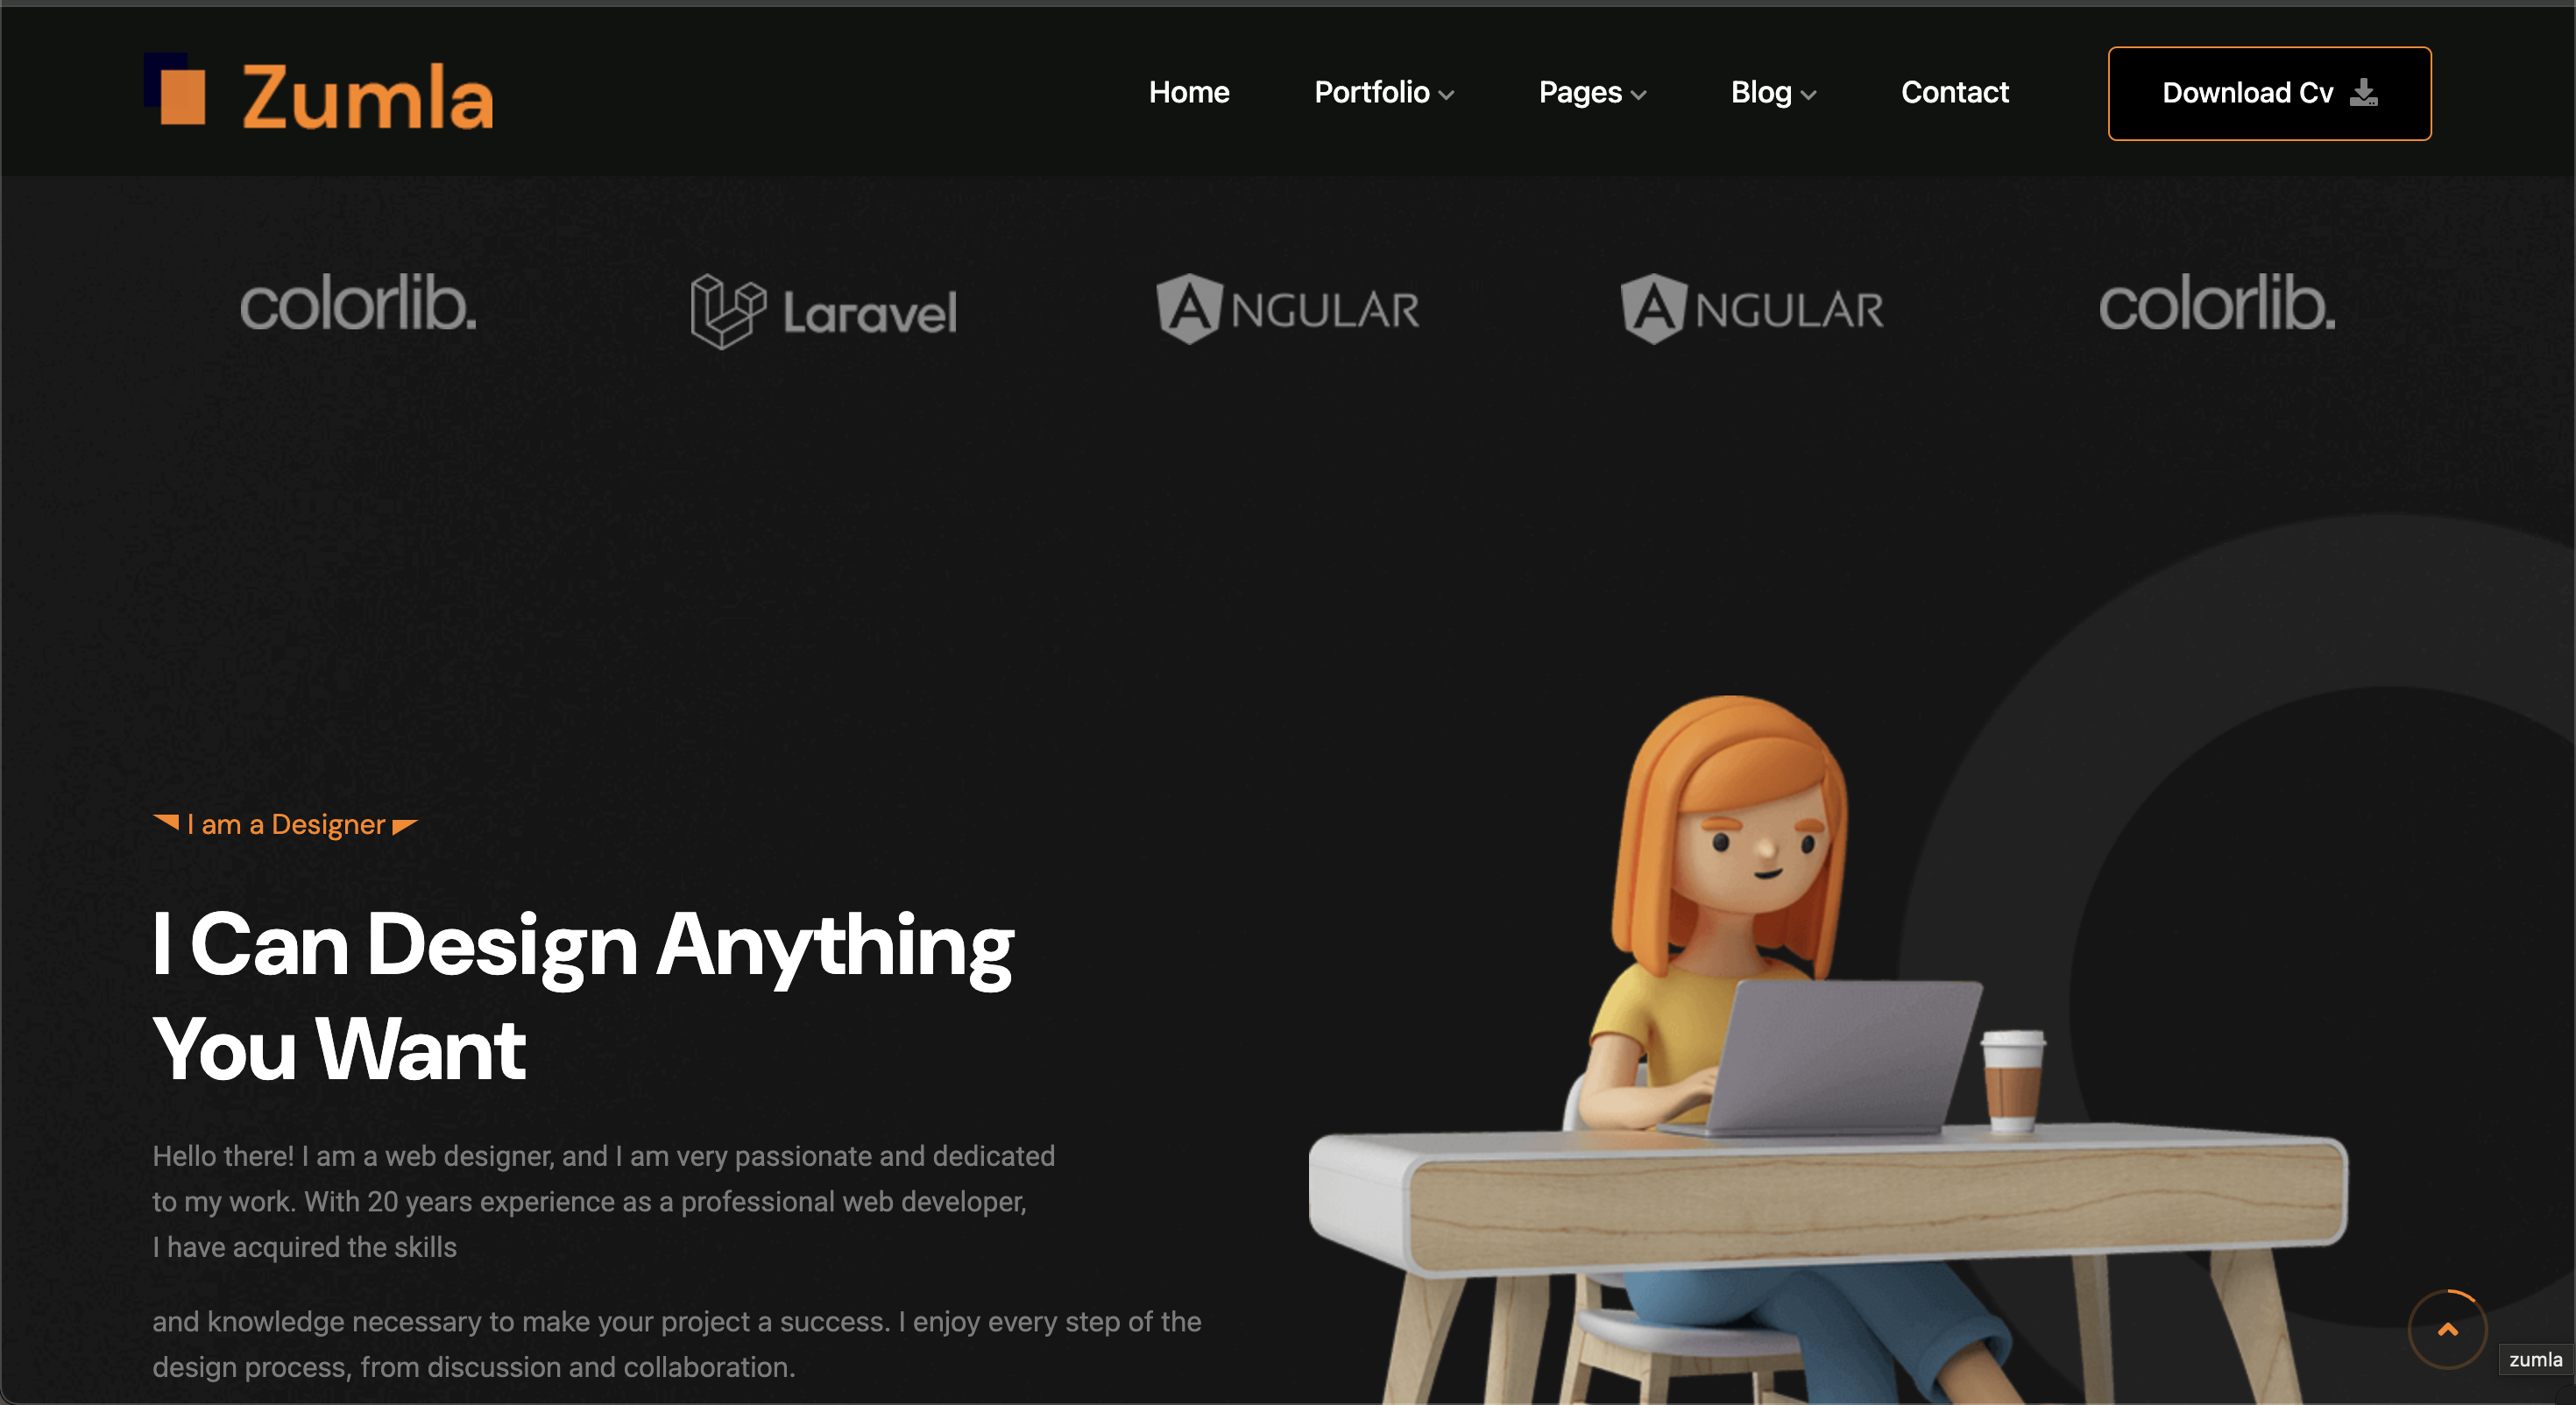 Zumla
Home Portfolio Pages Blog Contact Download Cv
colorlib. Laravel ANGULAR ANGULAR colorlib.
I am a Designer
I Can Design Anything
You Want
Hello there! I am a web designer, and I am very passionate and dedicated
to my work. With 20 years experience as a professional web developer,
I have acquired the skills
and knowledge necessary to make your project a success. I enjoy every step of the
design process, from discussion and collaboration.
zumla